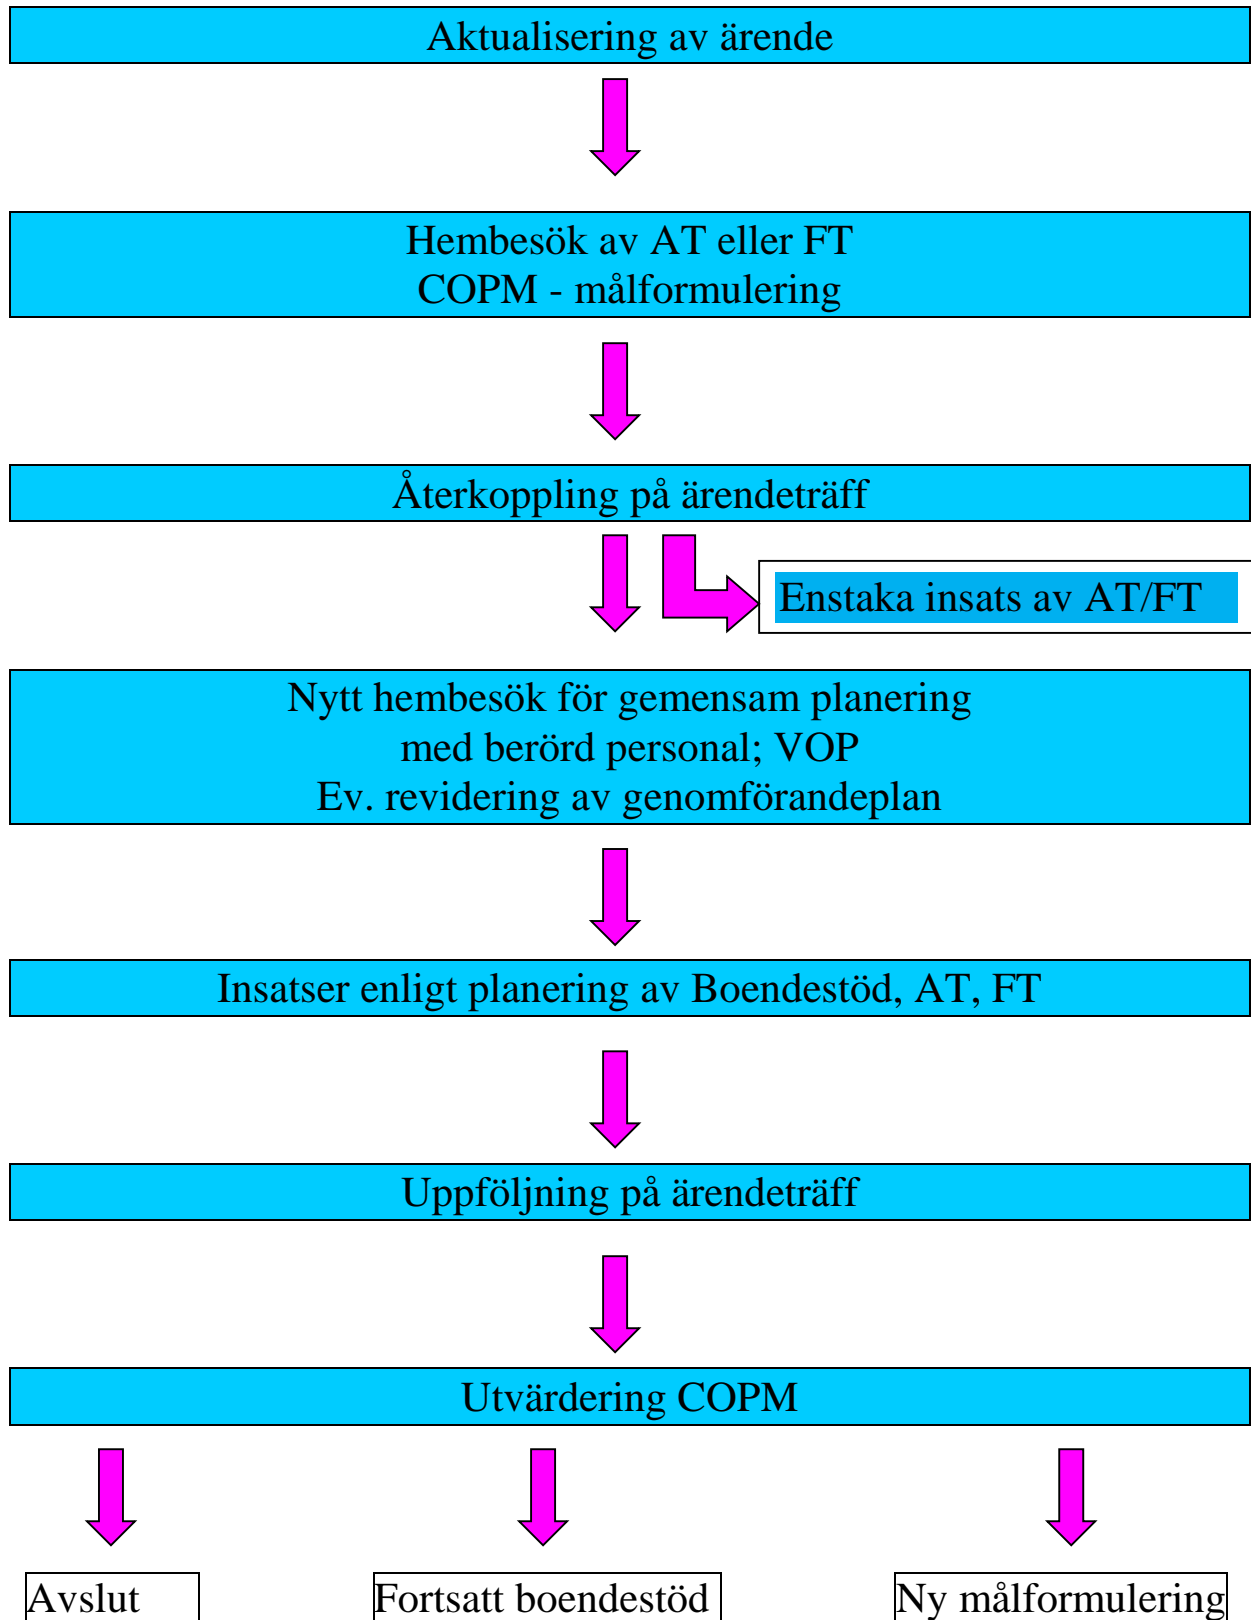 Aktualisering av ärende
Hembesök av AT eller FT
COPM - målformulering
Återkoppling på ärendeträff
Enstaka insats av AT/FT
Nytt hembesök för gemensam planering
med berörd personal; VOP
Ev. revidering av genomförandeplan
Insatser enligt planering av Boendestöd, AT, FT
Uppföljning på ärendeträff
Utvärdering COPM
Avslut
Fortsatt boendestöd
Ny målformulering